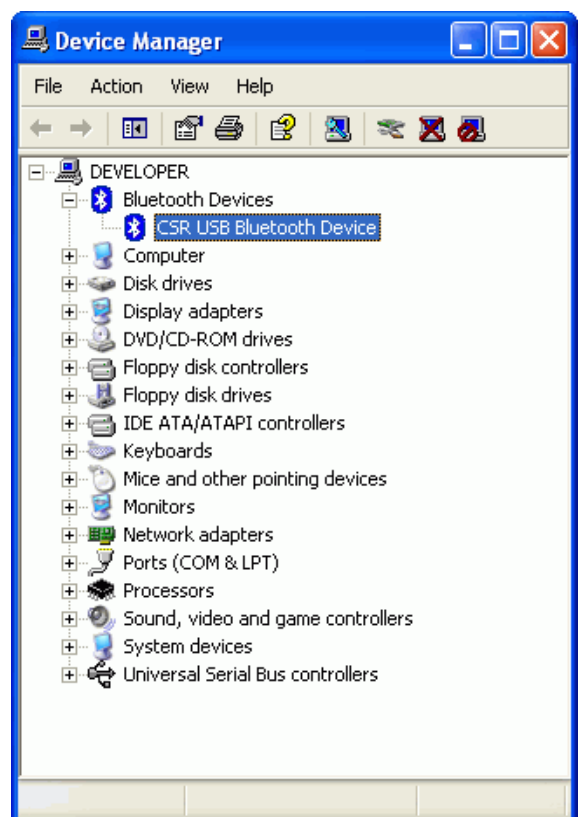 Device Manager
File Action View Help
DEVELOPER
Bluetooth Devices
CSR USB Bluetooth Device
Computer
Disk drives
Display adapters
DVD/CD-ROM drives
Floppy disk controllers
Floppy disk drives
IDE ATA/ATAPI controllers
Keyboards
Mice and other pointing devices
Monitors
Network adapters
Ports (COM & LPT)
Processors
Sound, video and game controllers
System devices
Universal Serial Bus controllers